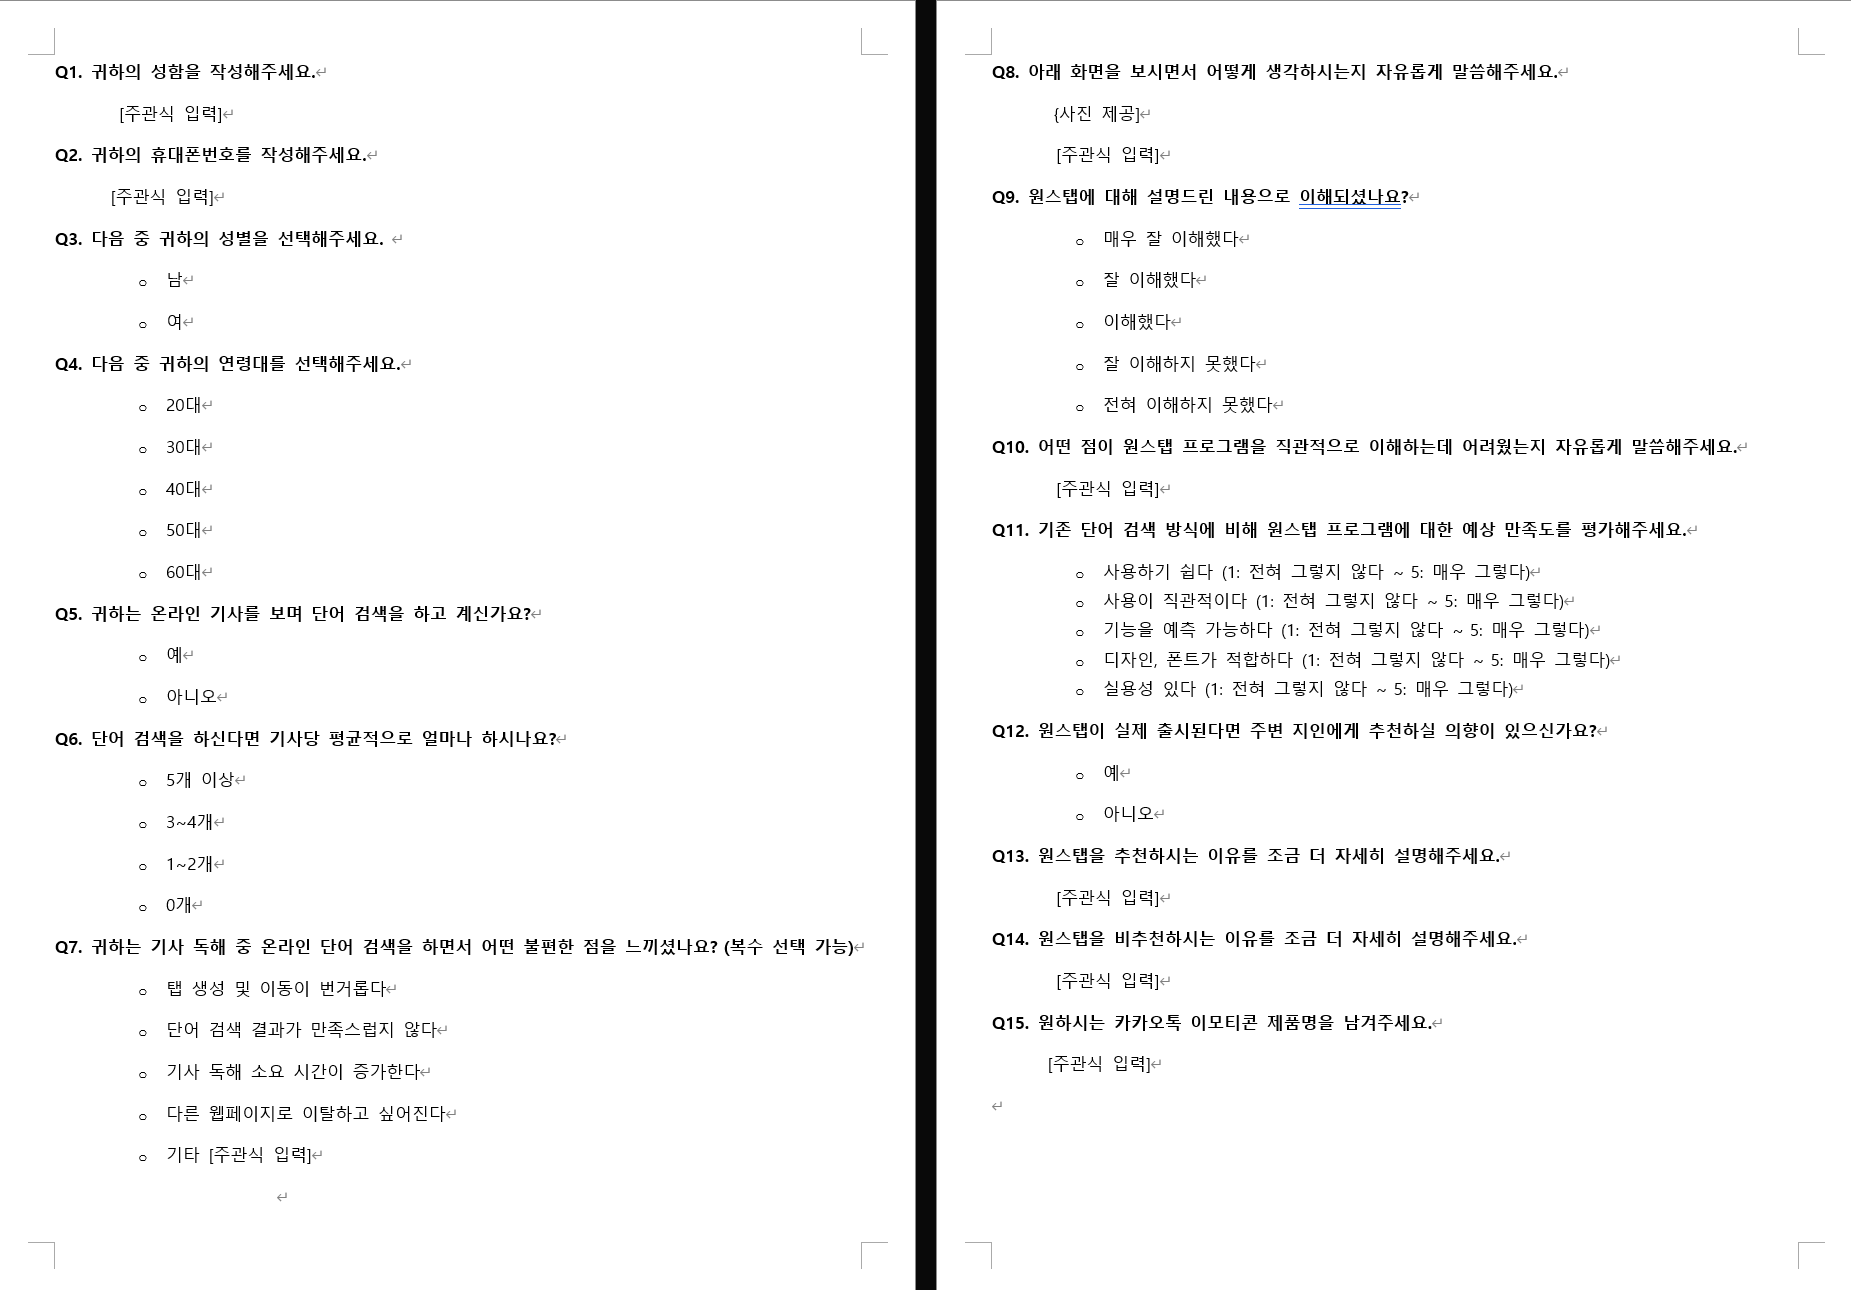 Q1. 귀하의 성함을 작성해주세요.
[주관식 입력]
Q2. 귀하의 휴대폰번호를 작성해주세요.
[주관식 입력]
Q3. 다음 중 귀하의 성별을 선택해주세요.
○ 남
○ 여
Q4. 다음 중 귀하의 연령대를 선택해주세요.
○ 20대
○ 30대
○ 40대
○ 50대
○ 60대
Q5. 귀하는 온라인 기사를 보며 단어 검색을 하고 계신가요?
○ 예
○ 아니오
Q6. 단어 검색을 하신다면 기사당 평균적으로 얼마나 하시나요?
○ 5개 이상
○ 3~4개
○ 1~2개
○ 0개
Q7. 귀하는 기사 독해 중 온라인 단어 검색을 하면서 어떤 불편한 점을 느끼셨나요? (복수 선택 가능)
○ 탭 생성 및 이동이 번거롭다
○ 단어 검색 결과가 만족스럽지 않다
○ 기사 독해 소요 시간이 증가한다
○ 다른 웹페이지로 이탈하고 싶어진다
○ 기타 [주관식 입력]
Q8. 아래 화면을 보시면서 어떻게 생각하시는지 자유롭게 말씀해주세요.
{사진 제공]
[주관식 입력]
Q9. 원스탭에 대해 설명드린 내용으로 이해되셨나요?
○ 매우 잘 이해했다
○ 잘 이해했다
○ 이해했다
○ 잘 이해하지 못했다
○ 전혀 이해하지 못했다
Q10. 어떤 점이 원스탭 프로그램을 직관적으로 이해하는데 어려웠는지 자유롭게 말씀해주세요.
[주관식 입력]
Q11. 기존 단어 검색 방식에 비해 원스탭 프로그램에 대한 예상 만족도를 평가해주세요.
○ 사용하기 쉽다 (1: 전혀 그렇지 않다 ~ 5: 매우 그렇다)
○ 사용이 직관적이다 (1: 전혀 그렇지 않다 ~ 5: 매우 그렇다)
○ 기능을 예측 가능하다 (1: 전혀 그렇지 않다 ~ 5: 매우 그렇다)
○ 디자인, 폰트가 적합하다 (1: 전혀 그렇지 않다 ~ 5: 매우 그렇다)
○ 실용성 있다 (1: 전혀 그렇지 않다 ~ 5: 매우 그렇다)
Q12. 원스탭이 실제 출시된다면 주변 지인에게 추천하실 의향이 있으신가요?
○ 예
○ 아니오
Q13. 원스탭을 추천하시는 이유를 조금 더 자세히 설명해주세요.
[주관식 입력]
Q14. 원스탭을 비추천하시는 이유를 조금 더 자세히 설명해주세요.
[주관식 입력]
Q15. 원하시는 카카오톡 이모티콘 제품명을 남겨주세요.
[주관식 입력]